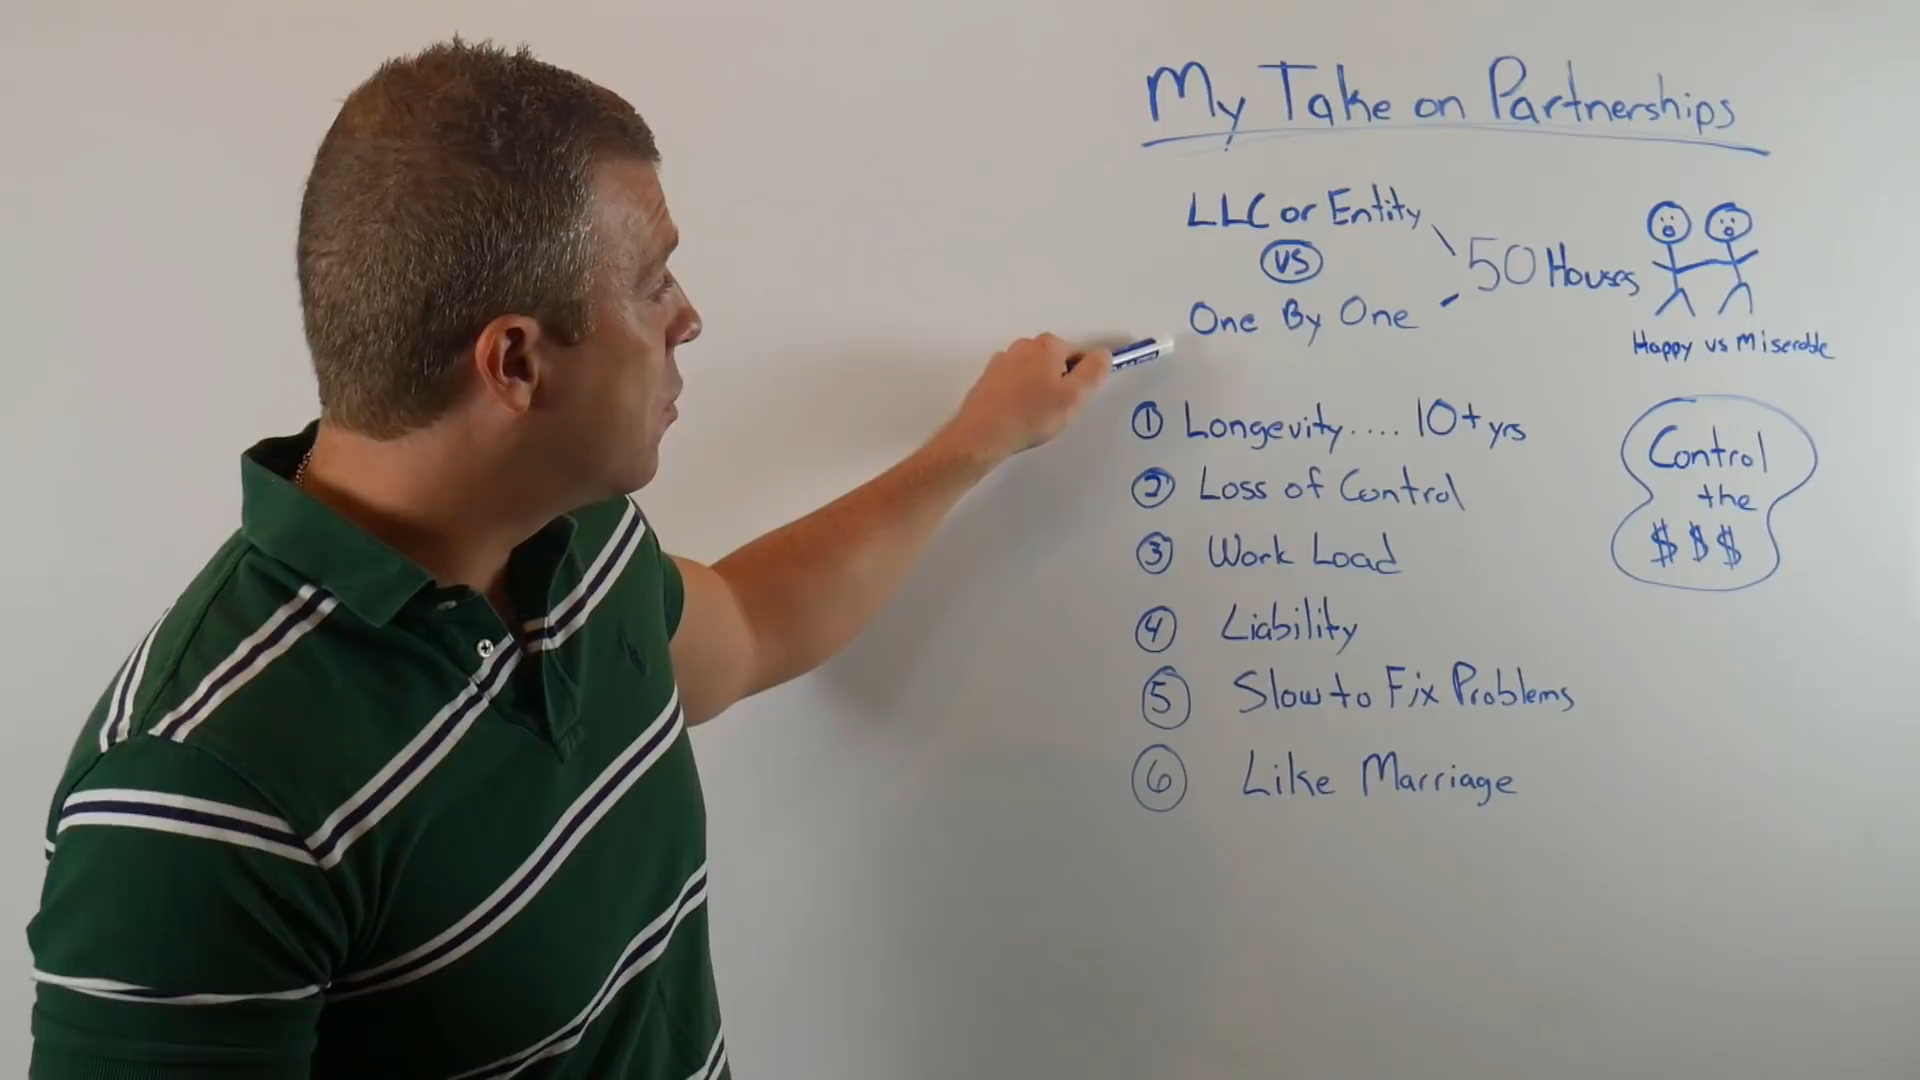 My Take on Partnerships
LLC or Entity
VS
One By One
50 Houses
Happy vs Miserable
① Longevity.... 10+ yrs
② Loss of Control
③ Work Load
④ Liability
⑤ Slow to Fix Problems
⑥ Like Marriage
Control
the
$ $ $